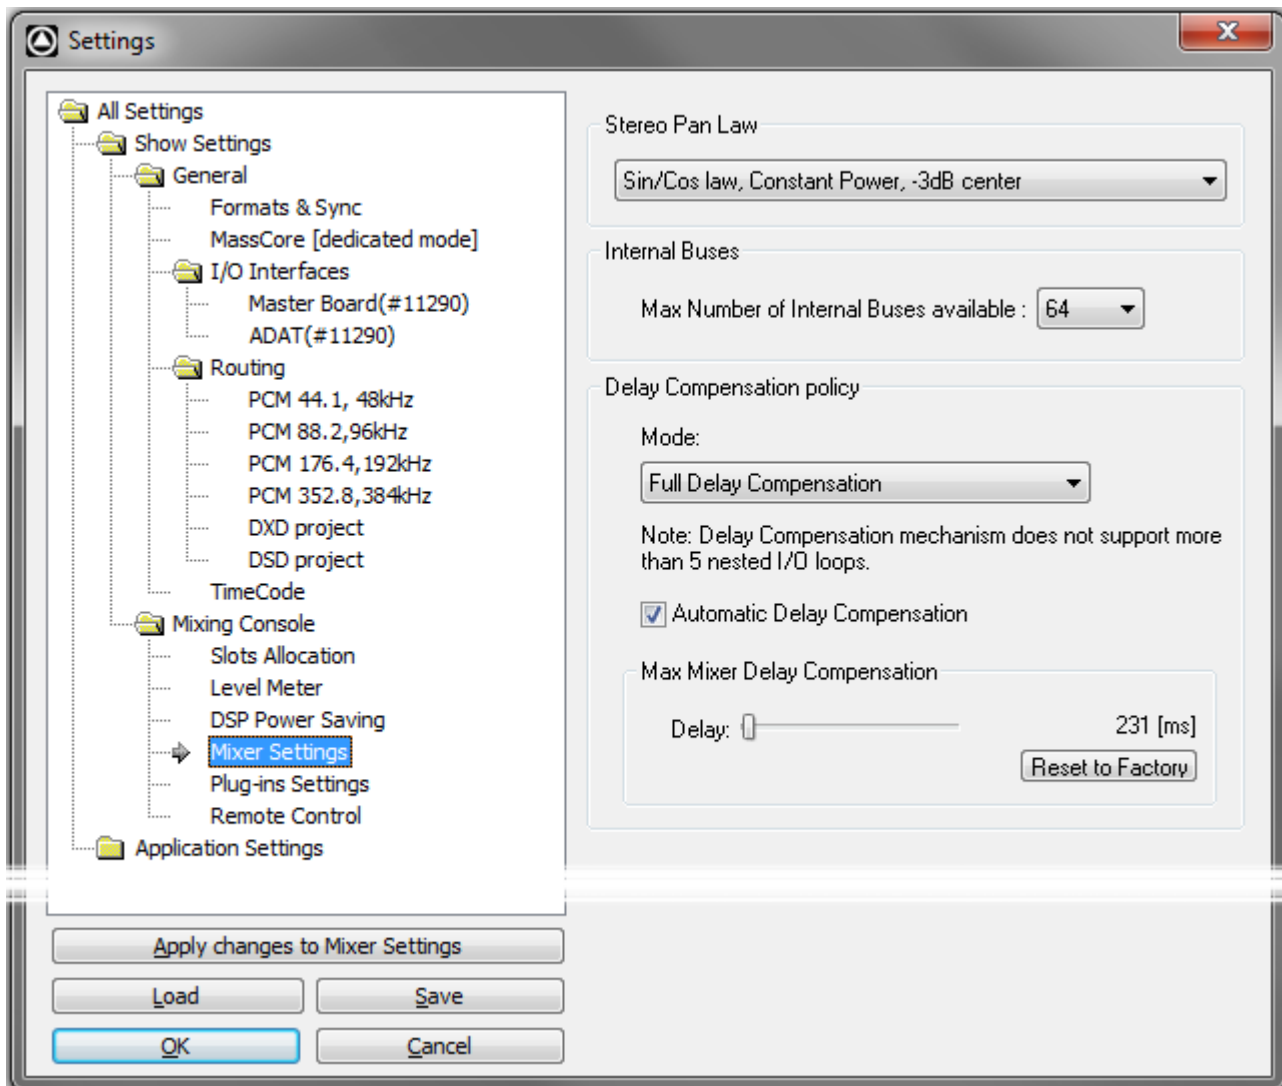 Settings
All Settings
Show Settings
General
Formats & Sync
MassCore [dedicated mode]
I/O Interfaces
Master Board(#11290)
ADAT(#11290)
Routing
PCM 44.1, 48kHz
PCM 88.2,96kHz
PCM 176.4,192kHz
PCM 352.8,384kHz
DXD project
DSD project
TimeCode
Mixing Console
Slots Allocation
Level Meter
DSP Power Saving
Mixer Settings
Plug-ins Settings
Remote Control
Application Settings
Apply changes to Mixer Settings
Load
Save
OK
Cancel
Stereo Pan Law
Sin/Cos law, Constant Power, -3dB center
Internal Buses
Max Number of Internal Buses available : 64
Delay Compensation policy
Mode:
Full Delay Compensation
Note: Delay Compensation mechanism does not support more
than 5 nested I/O loops.
Automatic Delay Compensation
Max Mixer Delay Compensation
Delay: 231 [ms]
Reset to Factory